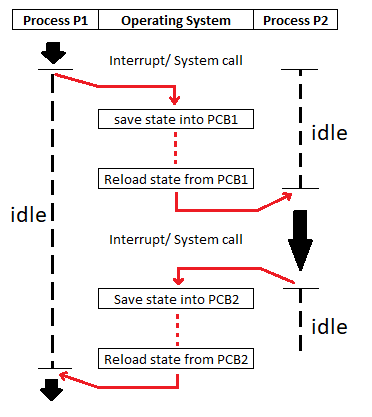 Process P1 Operating System Process P2
Interrupt/ System call
save state into PCB1
idle
Reload state from PCB1
idle
Interrupt/ System call
Save state into PCB2
idle
Reload state from PCB2